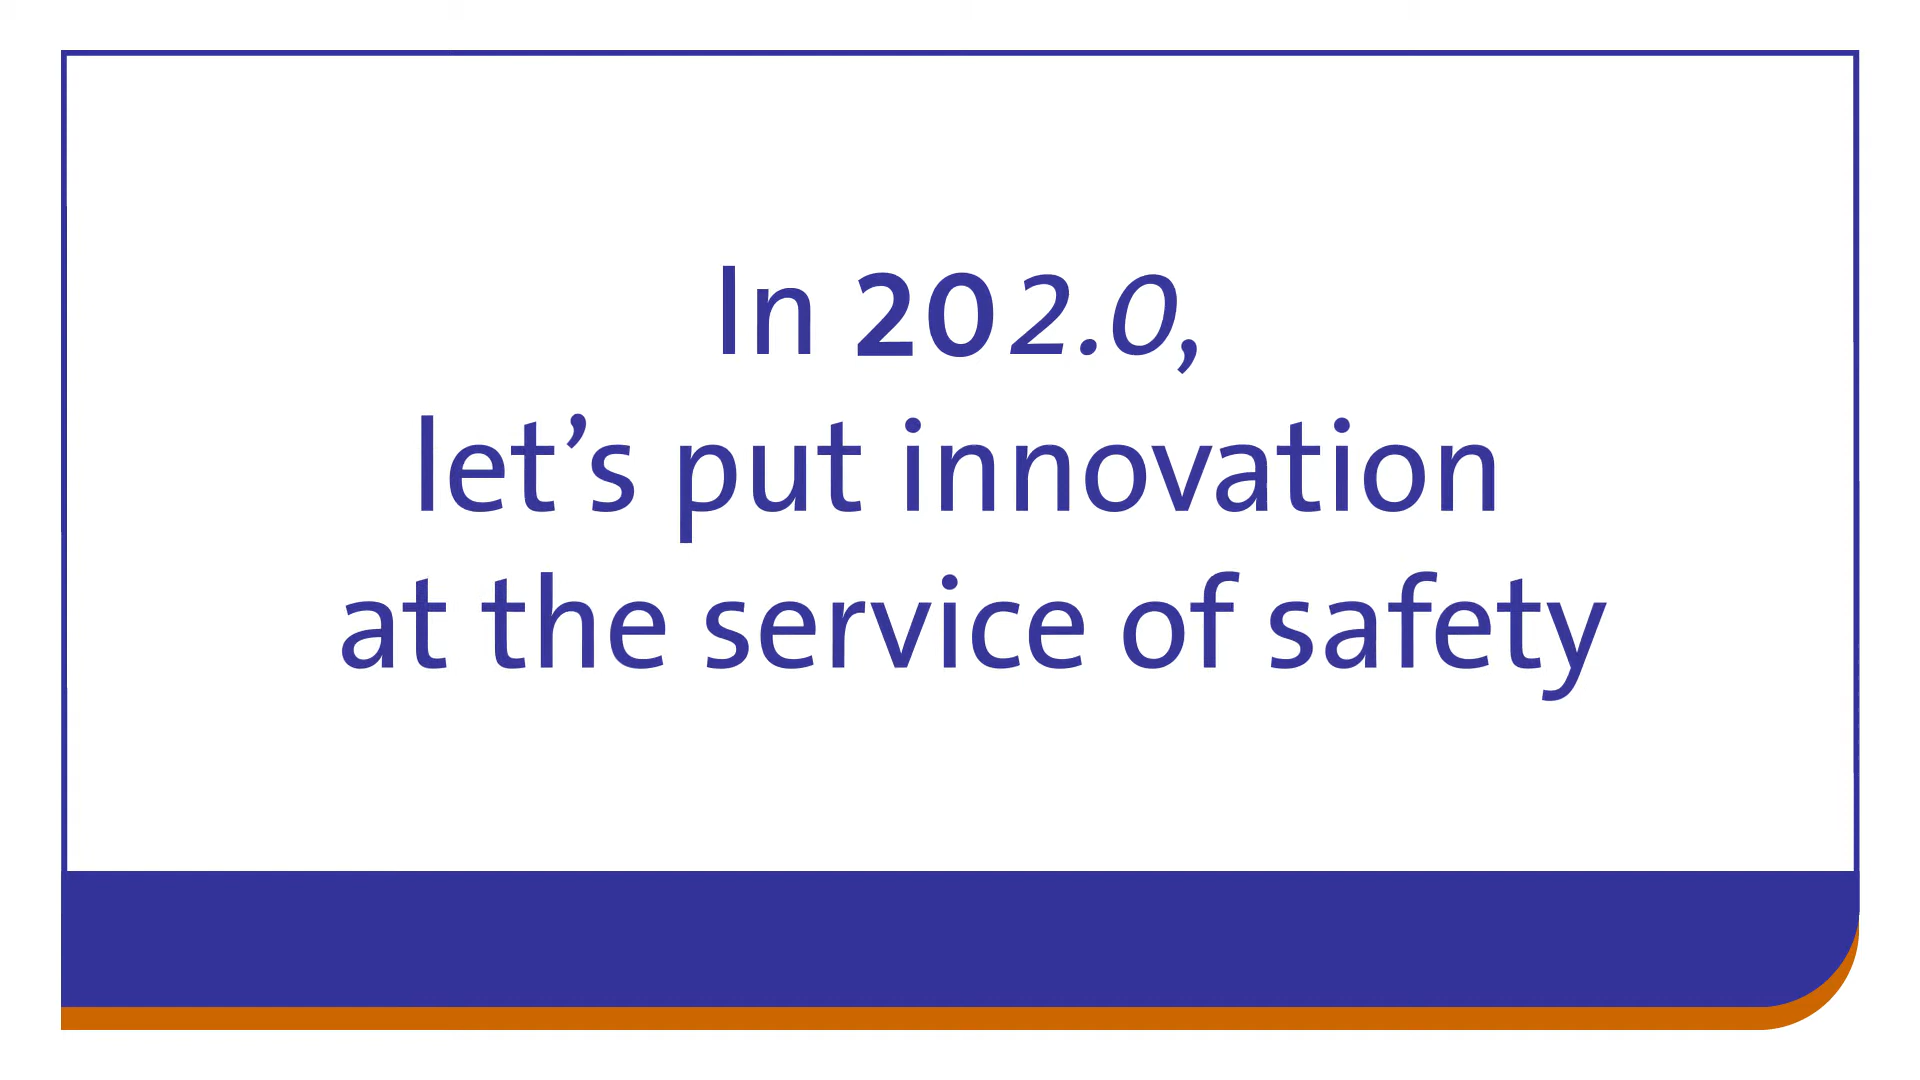 In 202.0,
let’s put innovation
at the service of safety